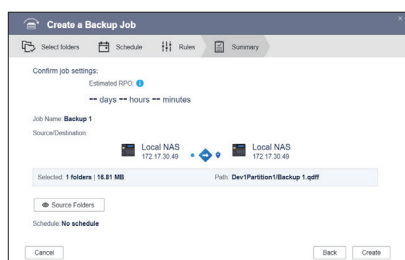 Create a Backup Job
Select folders
Schedule
Rules
Summary
Confirm job settings:
Estimated RPO:
-- days -- hours -- minutes
Job Name: Backup 1
Source/Destination:
Local NAS
172.17.30.49
Local NAS
172.17.30.49
Selected: 1 folders | 16.81 MB
Path: Dev1Partition1/Backup 1.qdff
Source Folders
Schedule: No schedule
Cancel
Back
Create